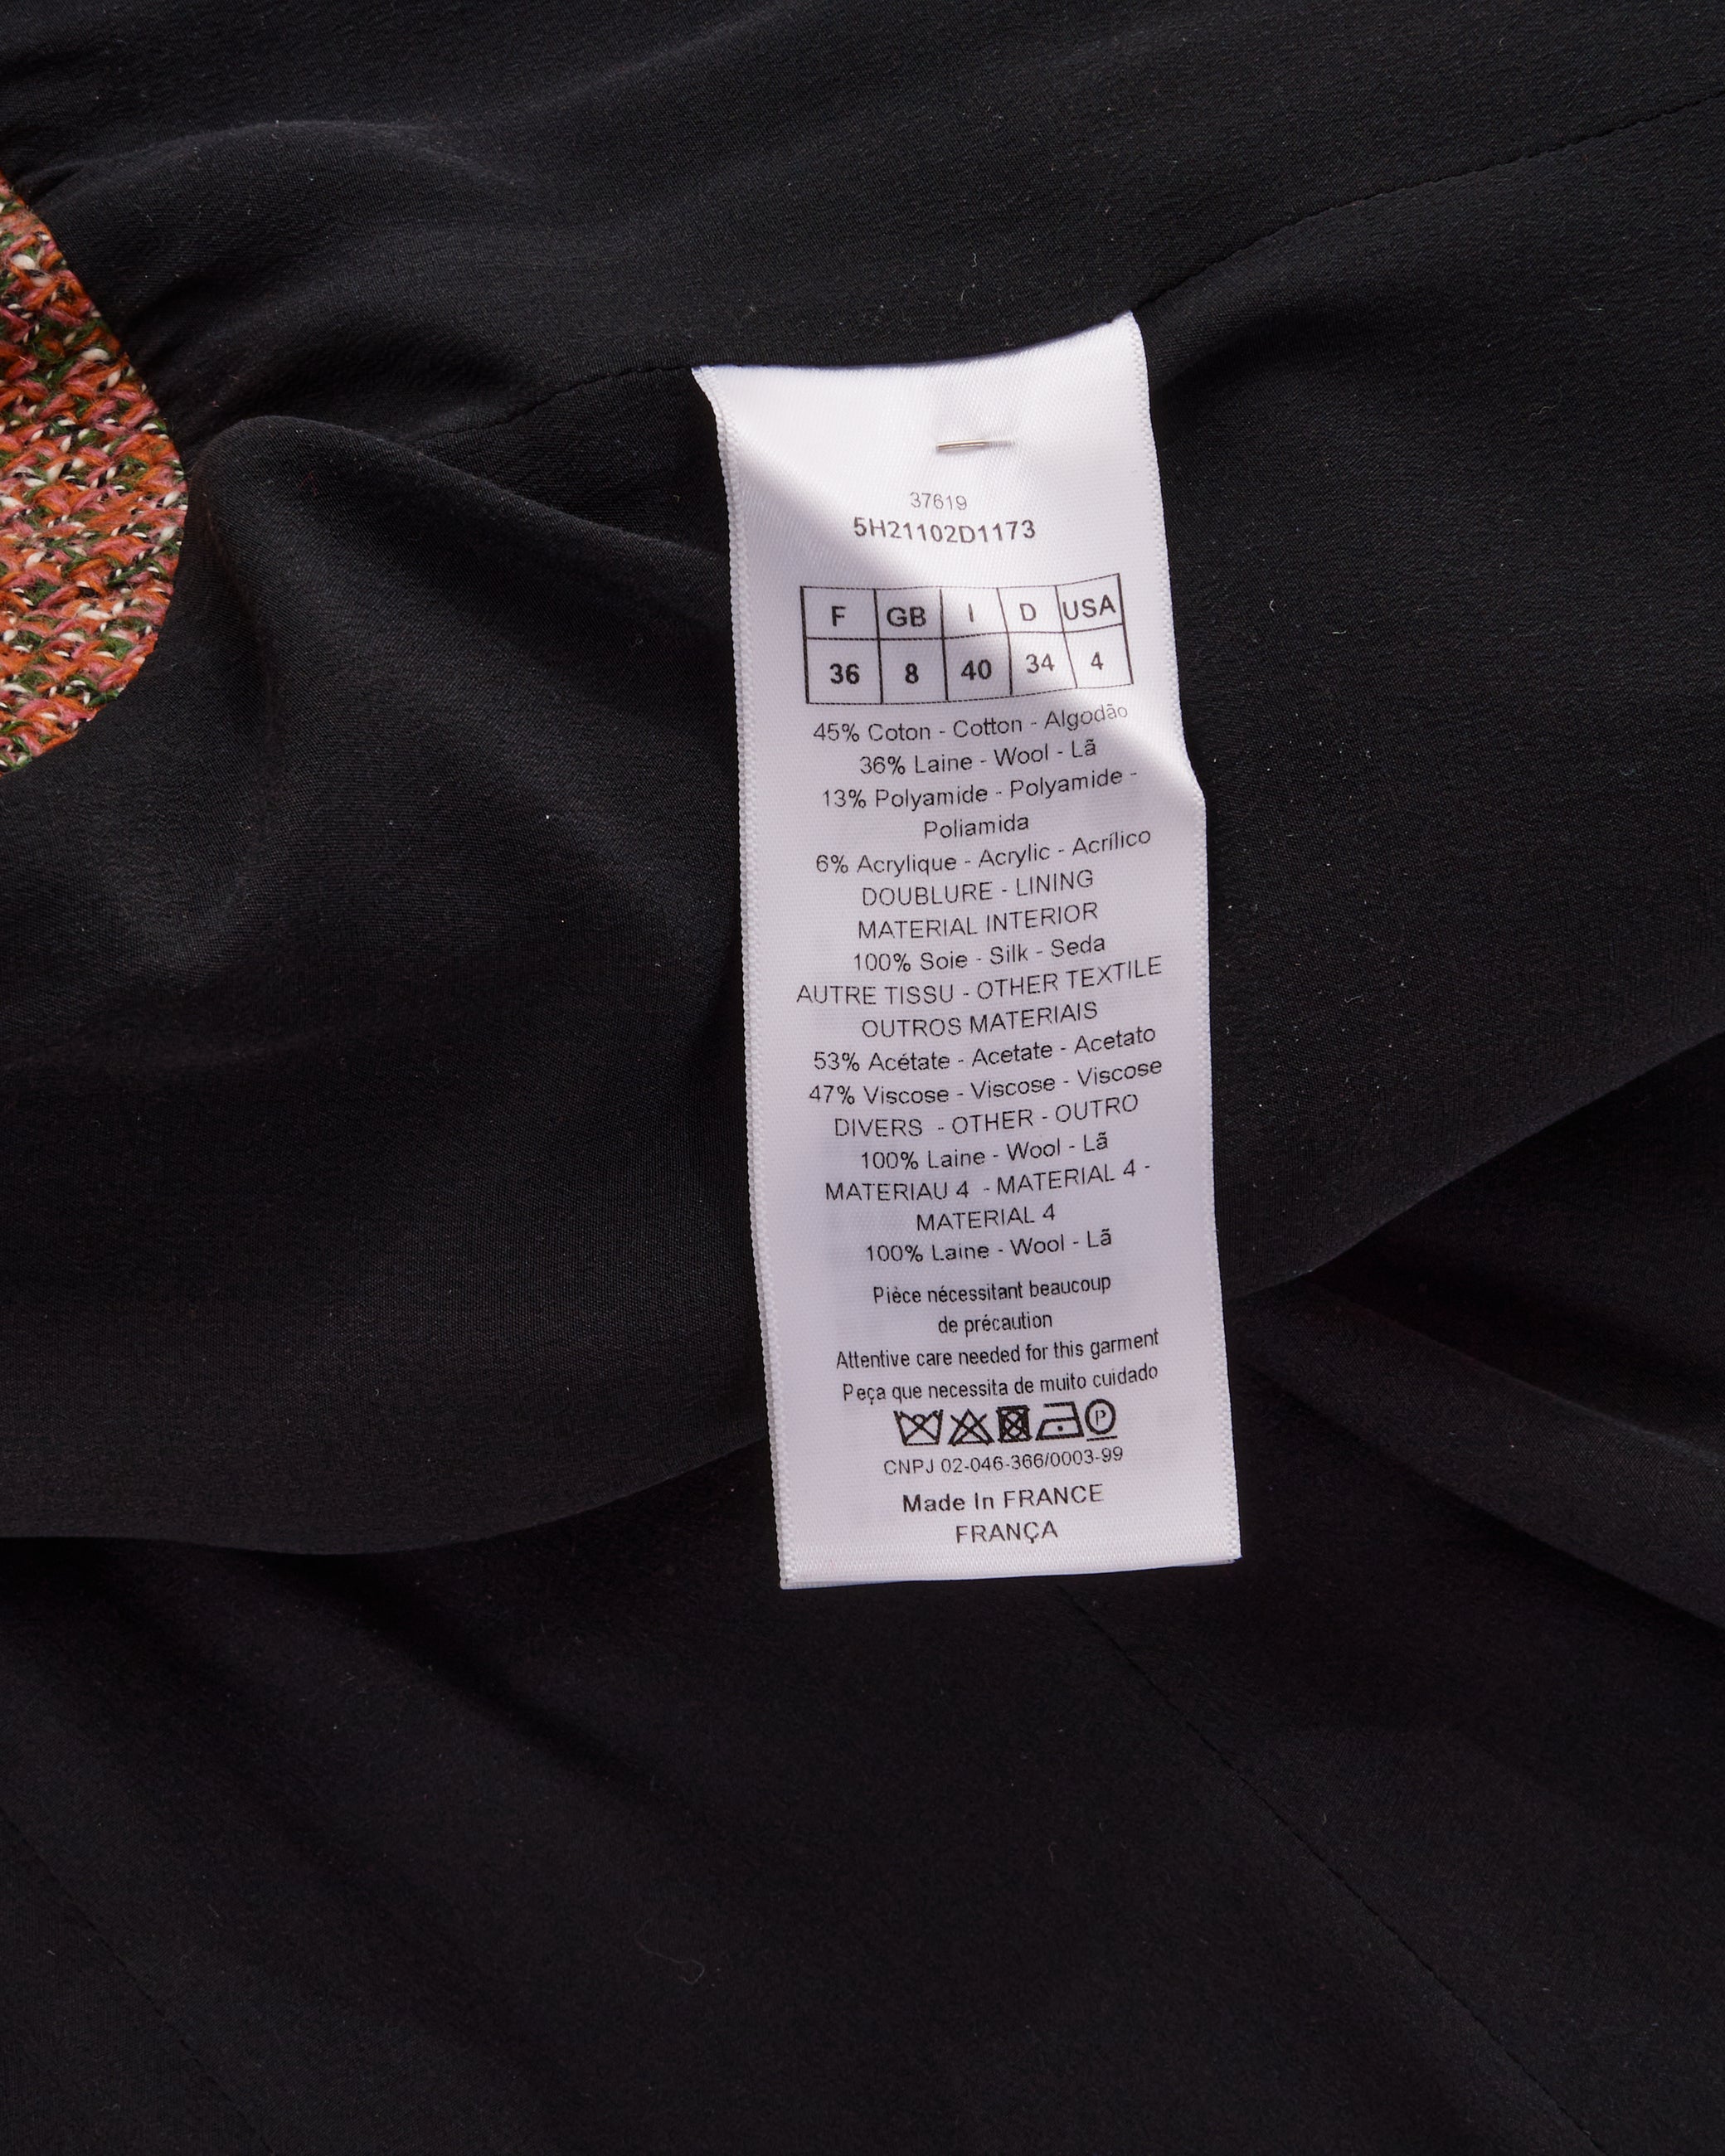 37619
5H21102D1173
F GB I D USA
36 8 40 34 4
45% Coton - Cotton - Algodão
36% Laine - Wool - Lã
13% Polyamide - Polyamide -
Poliamida
6% Acrylique - Acrylic - Acrílico
DOUBLURE - LINING
MATERIAL INTERIOR
100% Soie - Silk - Seda
AUTRE TISSU - OTHER TEXTILE
OUTROS MATERIAIS
53% Acétate - Acetate - Acetato
47% Viscose - Viscose - Viscose
DIVERS - OTHER - OUTRO
100% Laine - Wool - Lã
MATERIAU 4 - MATERIAL 4 -
MATERIAL 4
100% Laine - Wool - Lã
Pièce nécessitant beaucoup
de précaution
Attentive care needed for this garment
Peça que necessita de muito cuidado
P
CNPJ 02-046-366/0003-99
Made In FRANCE
FRANÇA